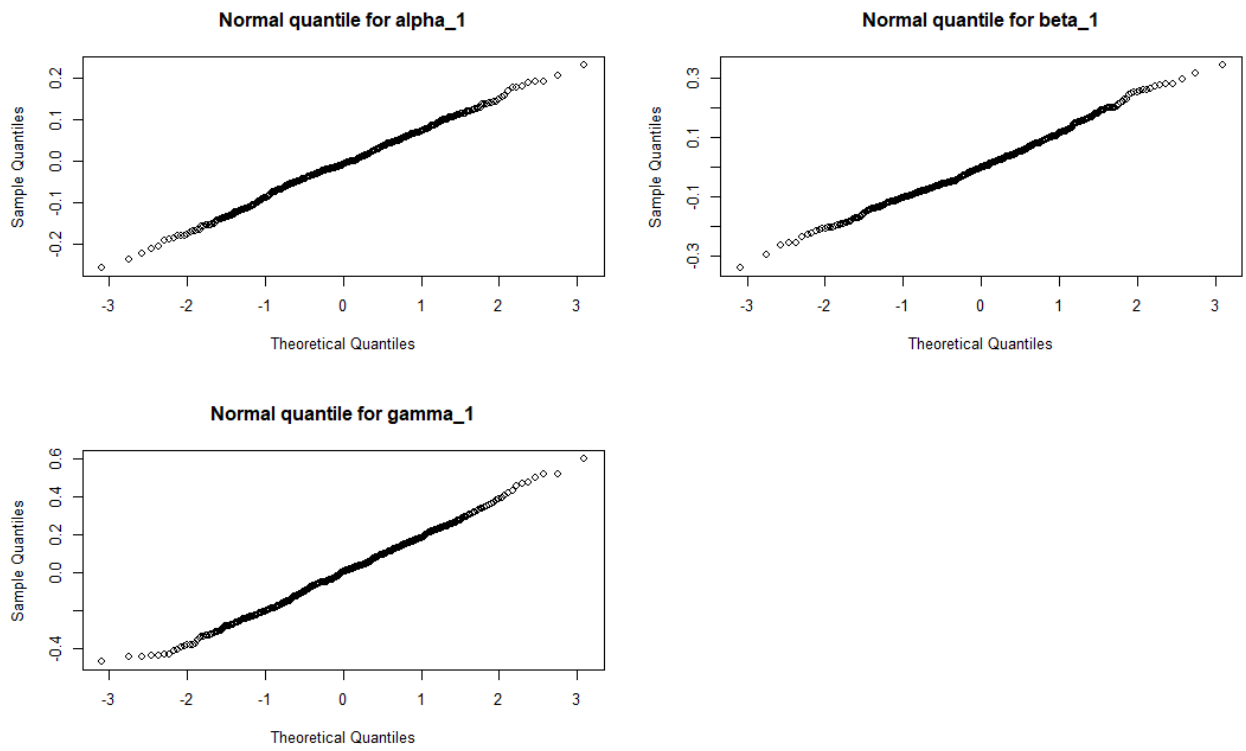 Normal quantile for alpha_1
Sample Quantiles
0.2
0.1
0.0
-0.1
-0.2
-3 -2 -1 0 1 2 3
Theoretical Quantiles
Normal quantile for beta_1
Sample Quantiles
0.3
0.1
-0.1
-0.3
-3 -2 -1 0 1 2 3
Theoretical Quantiles
Normal quantile for gamma_1
Sample Quantiles
0.6
0.4
0.2
0.0
-0.4
-3 -2 -1 0 1 2 3
Theoretical Quantiles